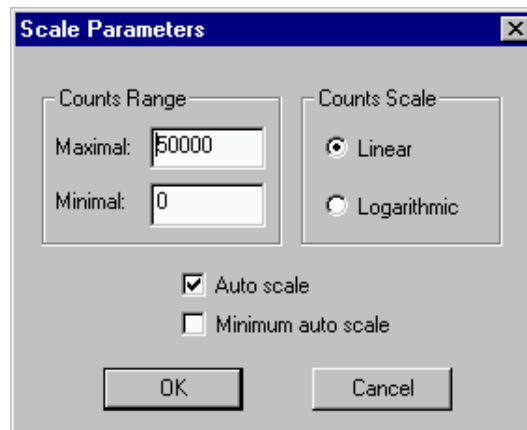 Scale Parameters
Counts Range
Maximal: 50000
Minimal: 0
Counts Scale
Linear
Logarithmic
Auto scale
Minimum auto scale
OK Cancel